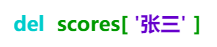 del scores[ '张三' ]